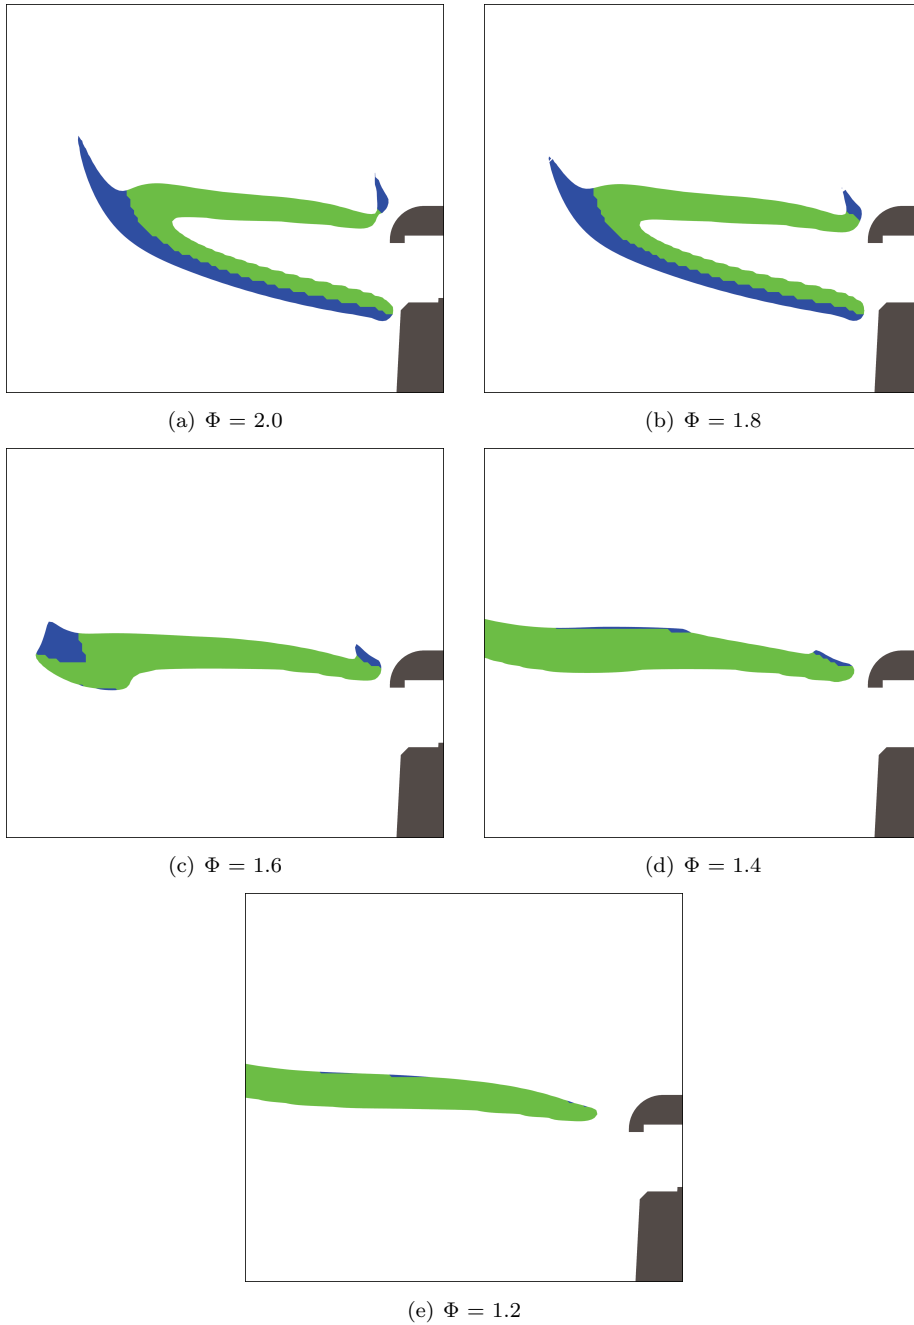 (a) Φ = 2.0
(b) Φ = 1.8
(c) Φ = 1.6
(d) Φ = 1.4
(e) Φ = 1.2